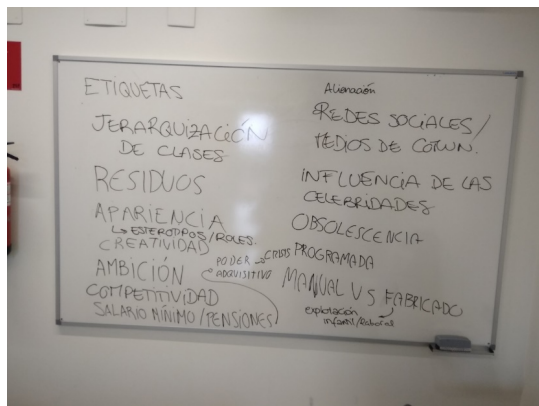 ETIQUETAS
JERARQUIZACIÓN
DE CLASES
RESIDUOS
APARIENCIA
↳ ESTEROTIPOS/ROLES.
CREATIVIDAD
AMBICIÓN
COMPETITIVIDAD
SALARIO MÍNIMO/PENSIONES
PODER → CRISIS
ADQUISITIVO
Alienación
REDES SOCIALES/
MEDIOS DE COMUN.
INFLUENCIA DE LAS
CELEBRIDADES
OBSOLESCENCIA
PROGRAMADA
MANUAL VS FABRICADO
explotación
infantil/laboral